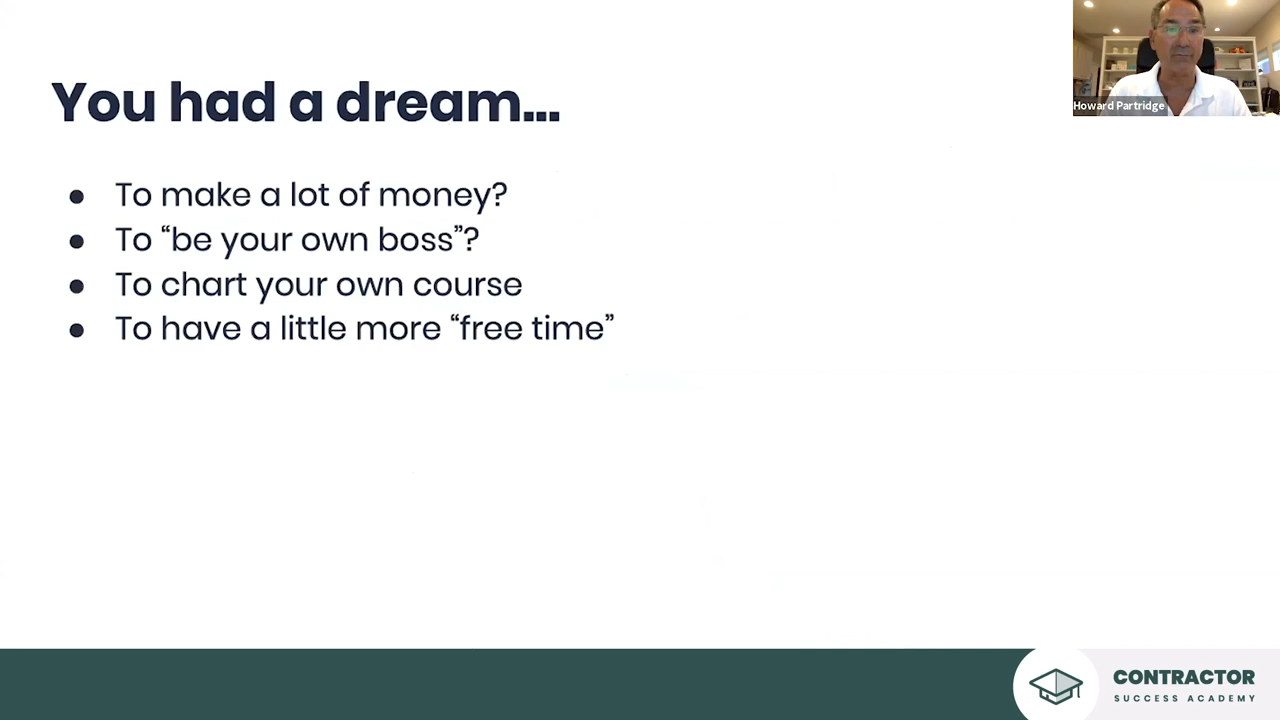 Howard Partridge
You had a dream...
● To make a lot of money?
● To “be your own boss”?
● To chart your own course
● To have a little more “free time”
CONTRACTOR
SUCCESS ACADEMY